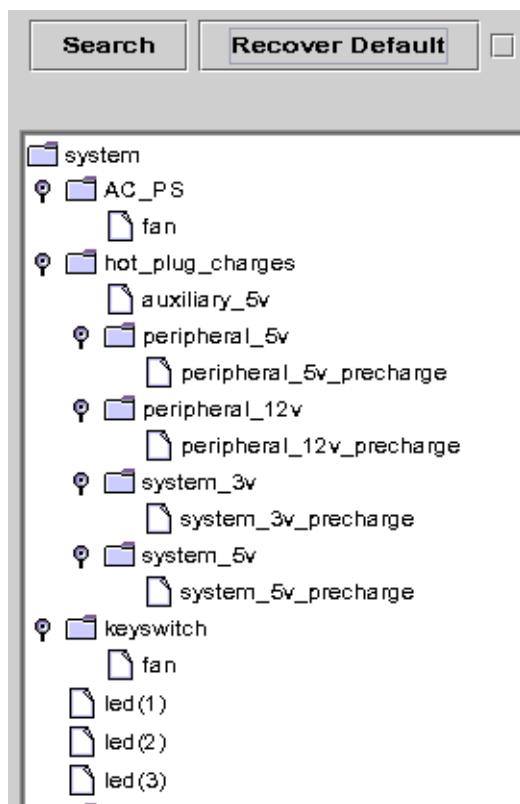 Search Recover Default
system
AC_PS
fan
hot_plug_charges
auxiliary_5v
peripheral_5v
peripheral_5v_precharge
peripheral_12v
peripheral_12v_precharge
system_3v
system_3v_precharge
system_5v
system_5v_precharge
keyswitch
fan
led(1)
led(2)
led(3)